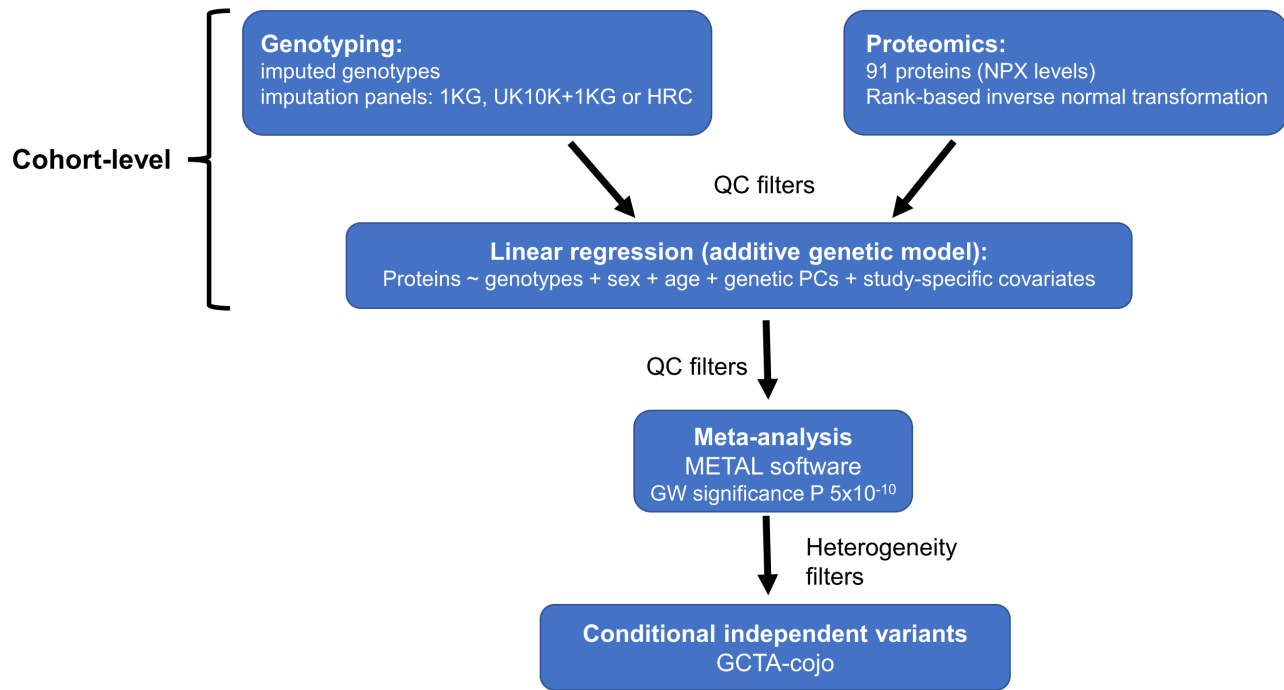 Genotyping:
imputed genotypes
imputation panels: 1KG, UK10K+1KG or HRC
Proteomics:
91 proteins (NPX levels)
Rank-based inverse normal transformation
Cohort-level
QC filters
Linear regression (additive genetic model):
Proteins ~ genotypes + sex + age + genetic PCs + study-specific covariates
QC filters
Meta-analysis
METAL software
GW significance P 5x10⁻¹⁰
Heterogeneity
filters
Conditional independent variants
GCTA-cojo